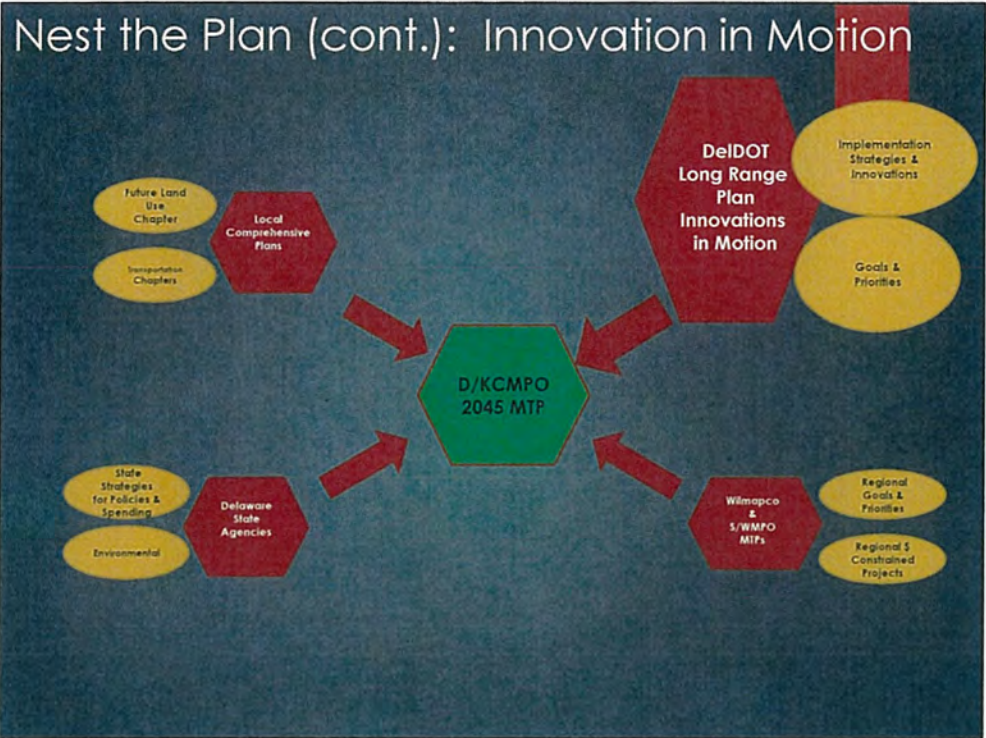 Nest the Plan (cont.): Innovation in Motion
DelDOT
Long Range
Plan
Innovations
in Motion
Implementation
Strategies &
Innovations
Goals &
Priorities
Future Land
Use
Chapter
Transportation
Chapters
Local
Comprehensive
Plans
D/KCMPO
2045 MTP
State
Strategies
for Policies &
Spending
Environmental
Delaware
State
Agencies
Wilmapco
&
S/WMPO
MTPs
Regional
Goals &
Priorities
Regional $
Constrained
Projects